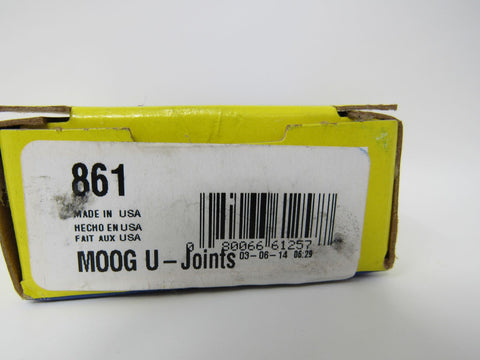 861
MADE IN USA
HECHO EN USA
FAIT AUX USA
0 80066 61257
MOOG U-Joints 03-06-14 06:29